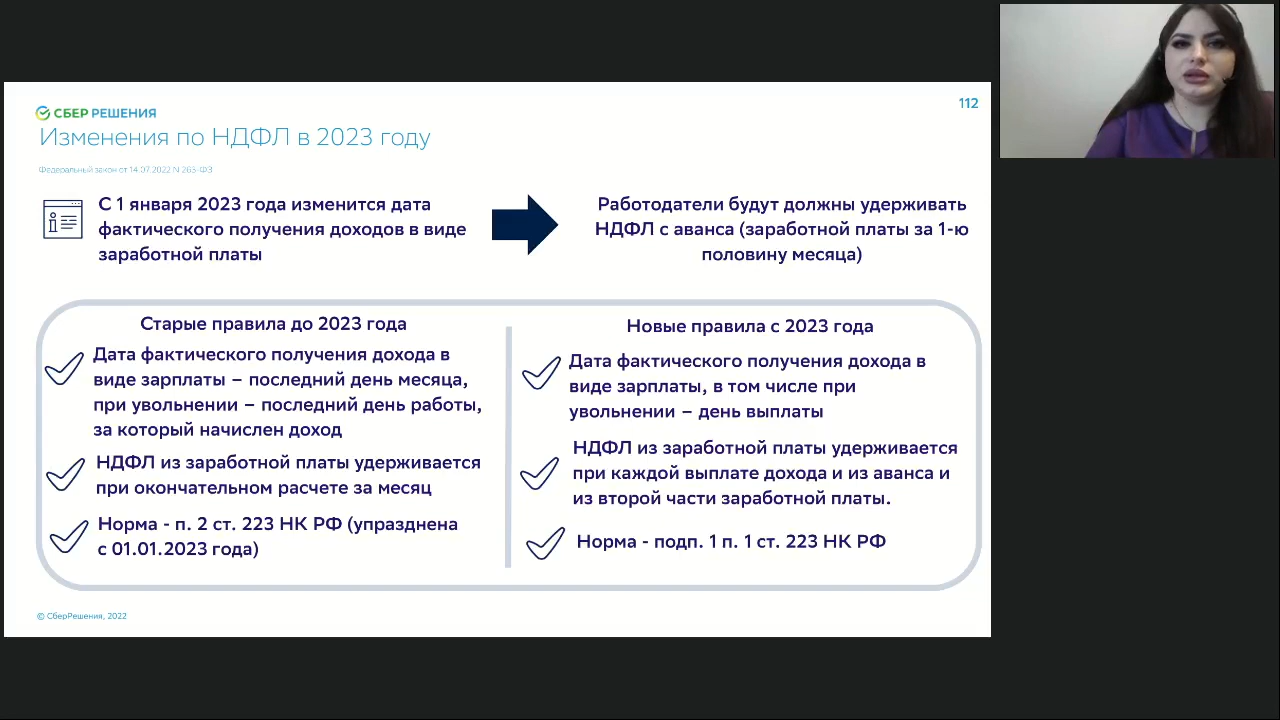 СБЕР РЕШЕНИЯ
112
Изменения по НДФЛ в 2023 году
Федеральный закон от 14.07.2022 N 263-ФЗ
С 1 января 2023 года изменится дата
фактического получения доходов в виде
заработной платы
Работодатели будут должны удерживать
НДФЛ с аванса (заработной платы за 1-ю
половину месяца)
Старые правила до 2023 года
Дата фактического получения дохода в
виде зарплаты – последний день месяца,
при увольнении – последний день работы,
за который начислен доход
НДФЛ из заработной платы удерживается
при окончательном расчете за месяц
Норма - п. 2 ст. 223 НК РФ (упразднена
с 01.01.2023 года)
Новые правила с 2023 года
Дата фактического получения дохода в
виде зарплаты, в том числе при
увольнении – день выплаты
НДФЛ из заработной платы удерживается
при каждой выплате дохода и из аванса и
из второй части заработной платы.
Норма - подп. 1 п. 1 ст. 223 НК РФ
© СберРешения, 2022